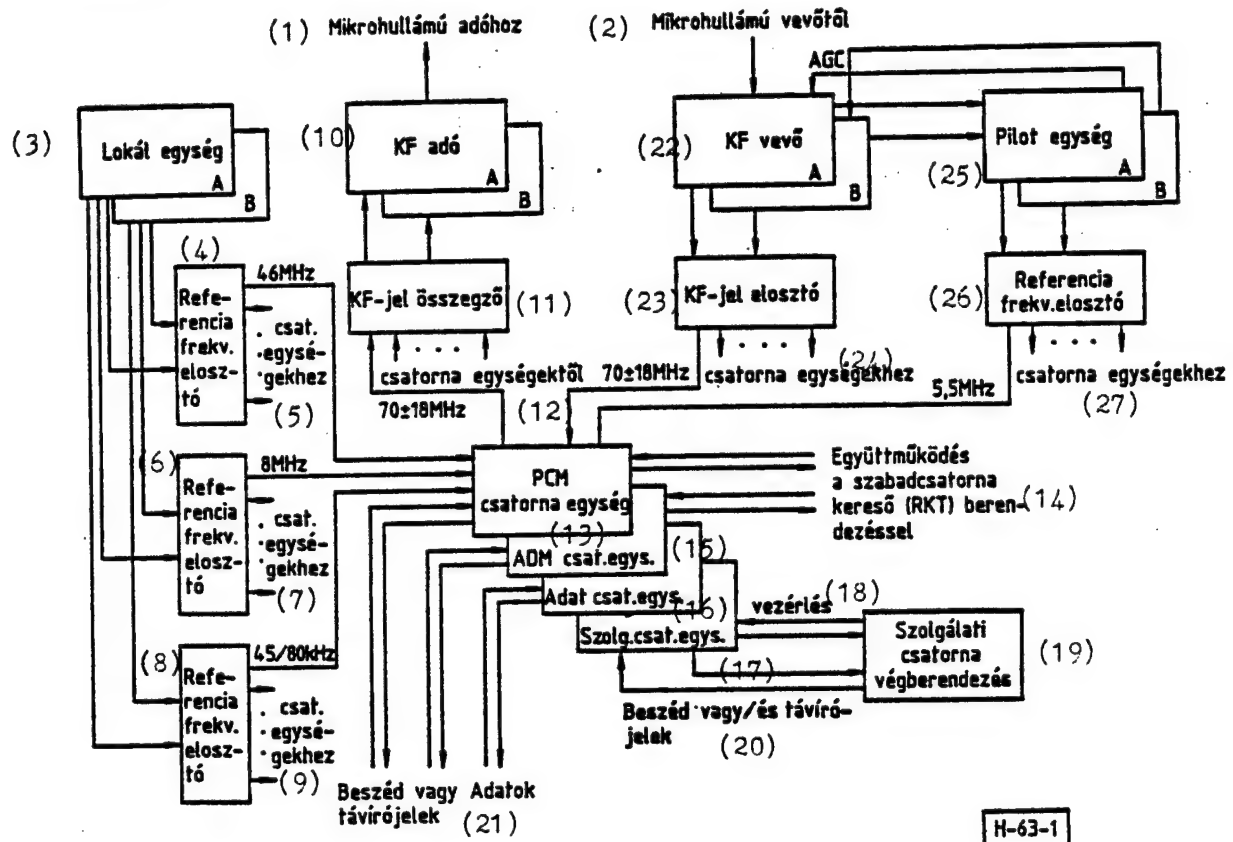 (1) Mikrohullámú adóhoz
(2) Mikrohullámú vevőtől
AGC
(3) Lokál egység
A
B
(10) KF adó
A
B
(22) KF vevő
A
B
(25) Pilot egység
A
B
(4)
Refe-
rencia
frekv.
elosz-
tó
46MHz
csat.
egysé-
gekhez
(5)
KF-jel összegző (11)
csatorna egységektől
70±18MHz
(12)
(23) KF-jel elosztó
70±18MHz
csatorna egységekhez
(24)
(26) Referencia
frekv.elosztó
5,5MHz
csatorna egységekhez
(27)
(6)
Refe-
rencia
frekv.
elosz-
tó
8MHz
csat.
egysé-
gekhez
(7)
PCM
csatorna egység
(13)
ADM csat.egys.
(15)
Adat csat.egys.
(16)
Szolg.csat.egys.
(17)
Együttműködés
a szabadcsatorna
kereső (RKT) beren-
dezéssel
(14)
vezérlés (18)
Szolgálati
csatorna
végberendezés
(19)
(8)
Refe-
rencia
frekv.
elosz-
tó
45/80kHz
csat.
egysé-
gekhez
(9)
Beszéd vagy/és távíró-
jelek
(20)
Beszéd vagy
távírójelek
Adatok
(21)
H-63-1